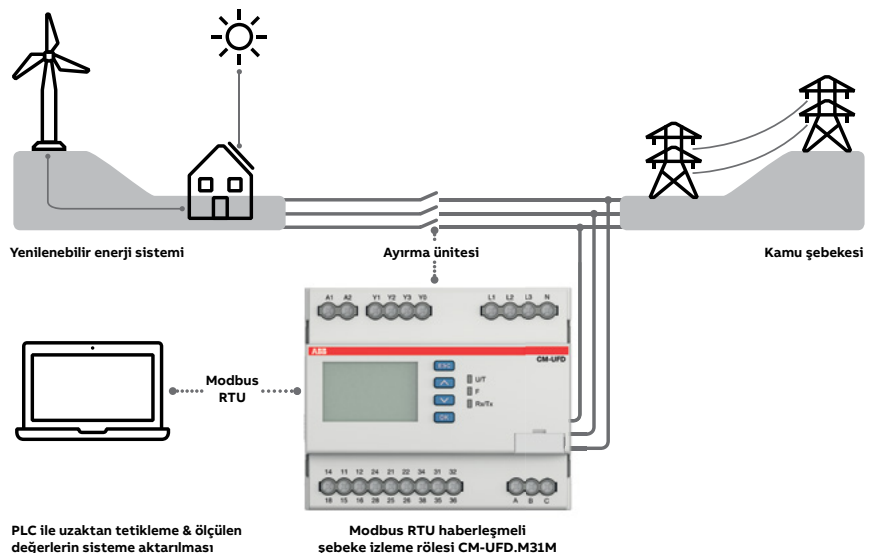 Yenilenebilir enerji sistemi
Ayırma ünitesi
Kamu şebekesi
A1 A2 Y1 Y2 Y3 Y0 L1 L2 L3 N
ABB
CM-UFD
ESC
U/T
F
Rx/Tx
OK
Modbus
RTU
14 11 12 24 21 22 34 31 32
18 15 16 28 25 26 38 35 36 A B C
PLC ile uzaktan tetikleme & ölçülen
değerlerin sisteme aktarılması
Modbus RTU haberleşmeli
şebeke izleme rölesi CM-UFD.M31M